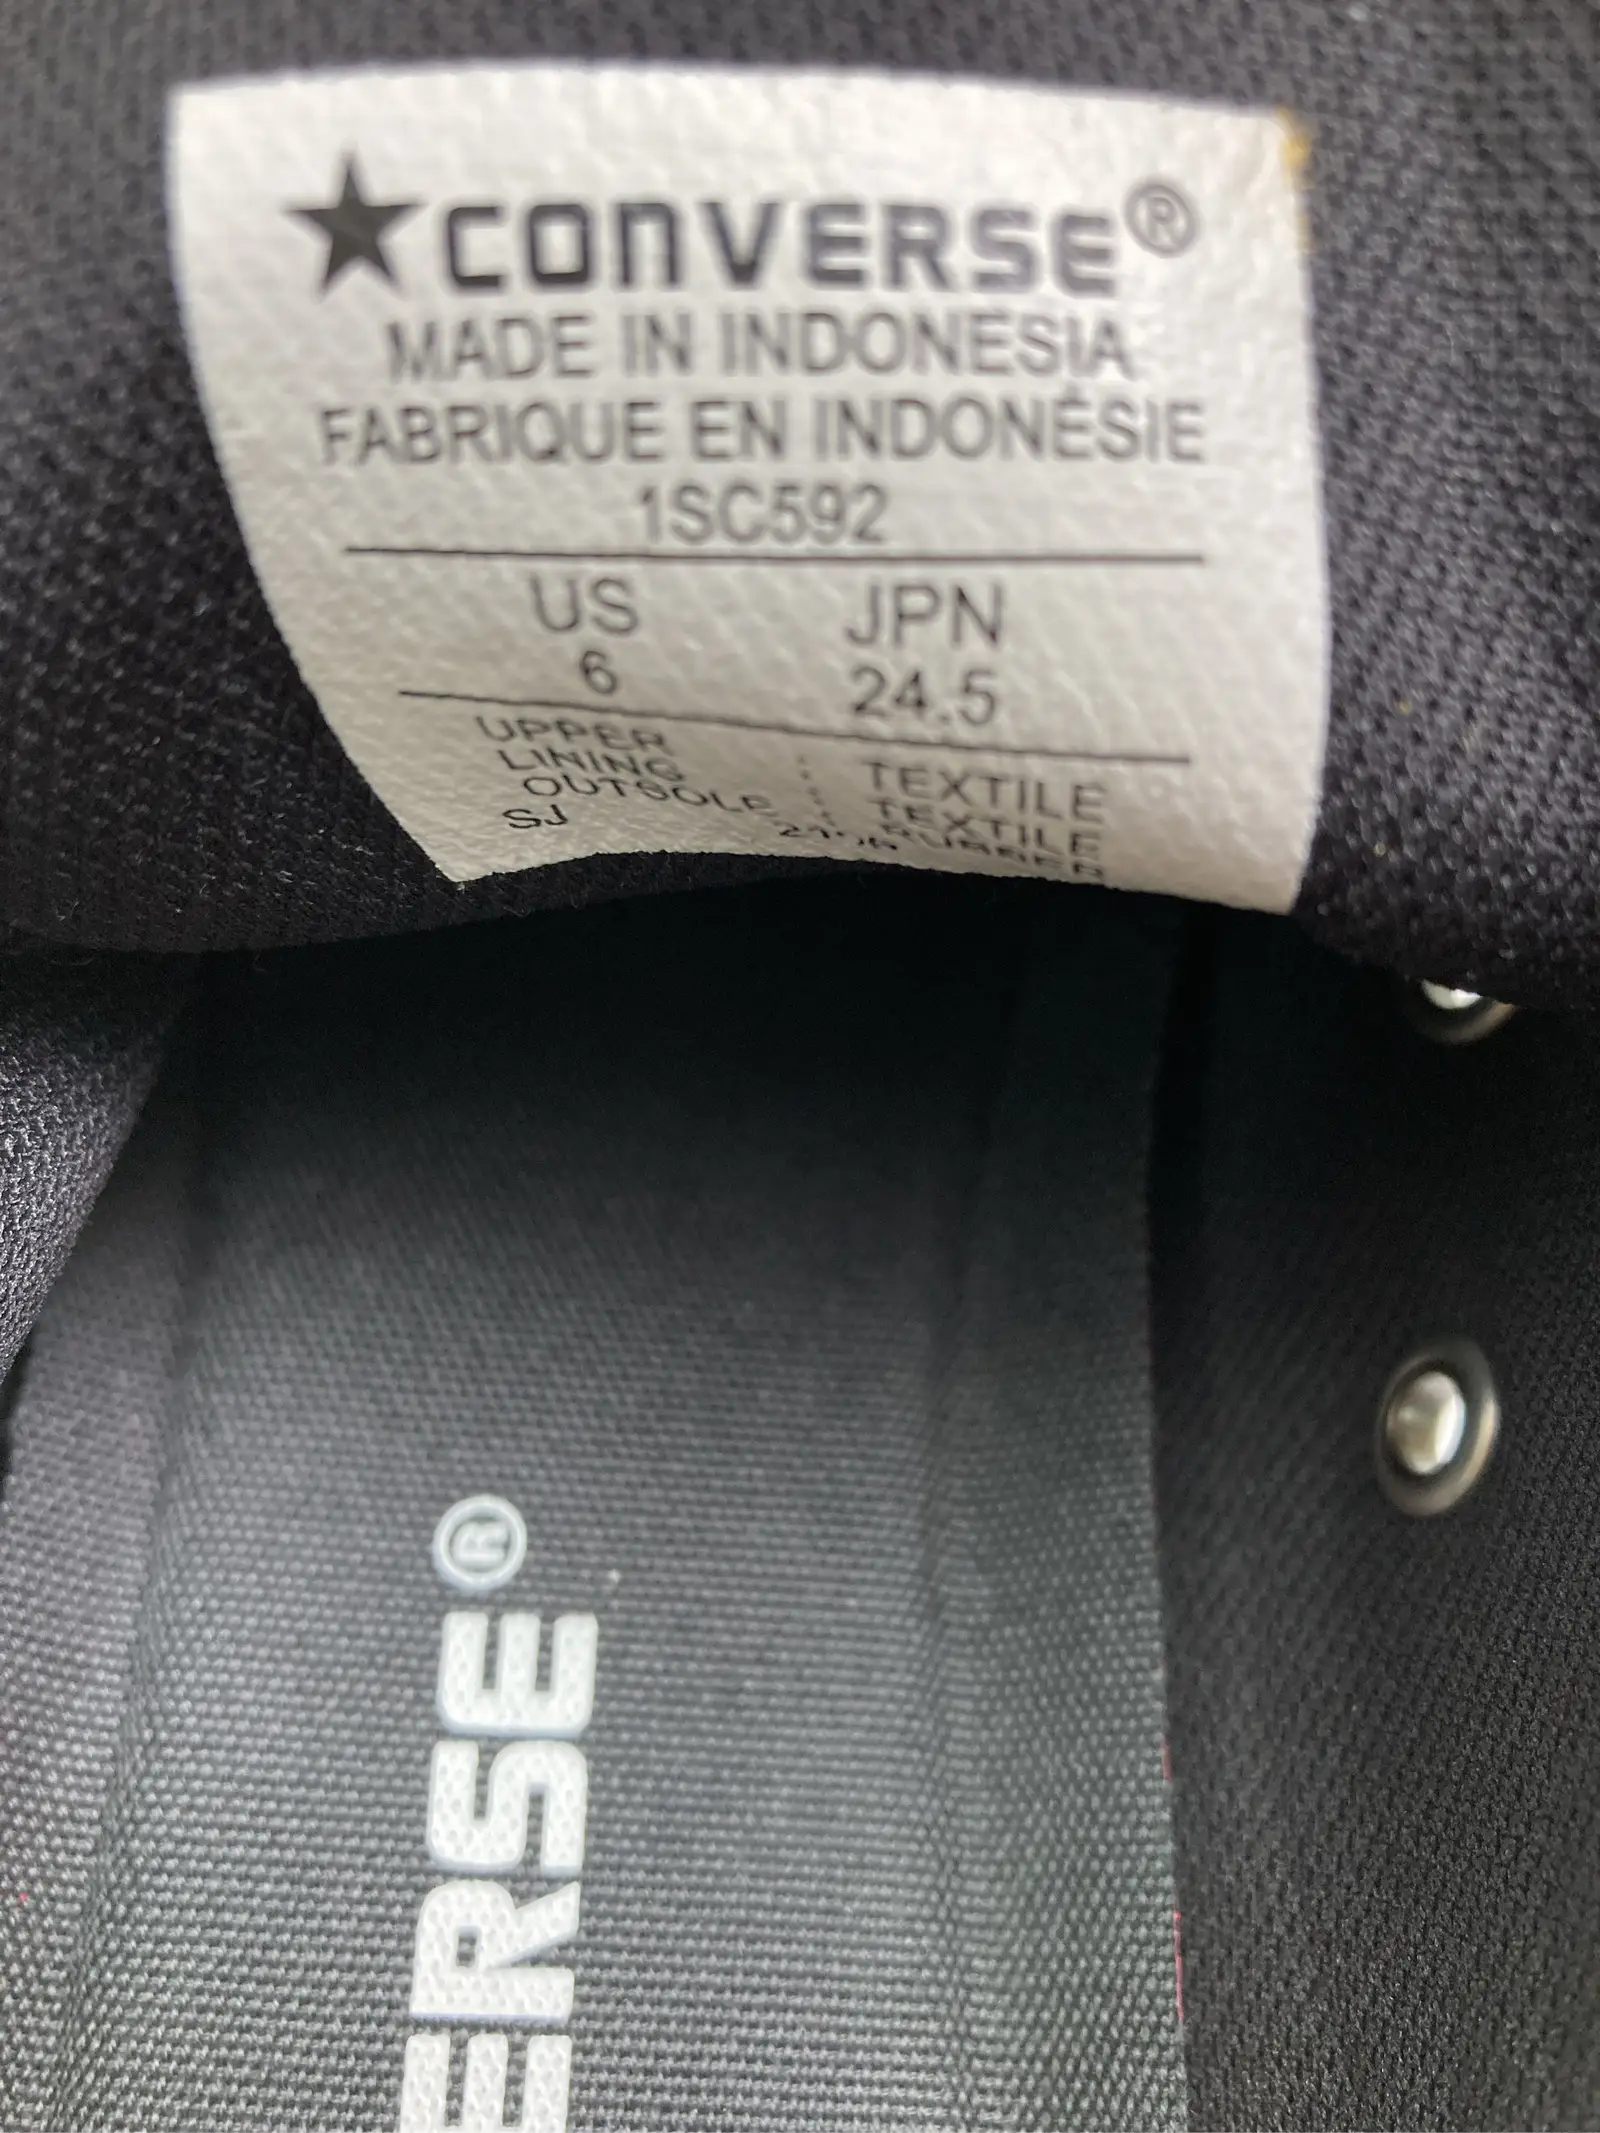 ★CONVERSE®
MADE IN INDONESIA
FABRIQUE EN INDONÉSIE
1SC592
US JPN
6 24.5
UPPER : TEXTILE
LINING : TEXTILE
OUTSOLE : RUBBER
SJ
ERSE®